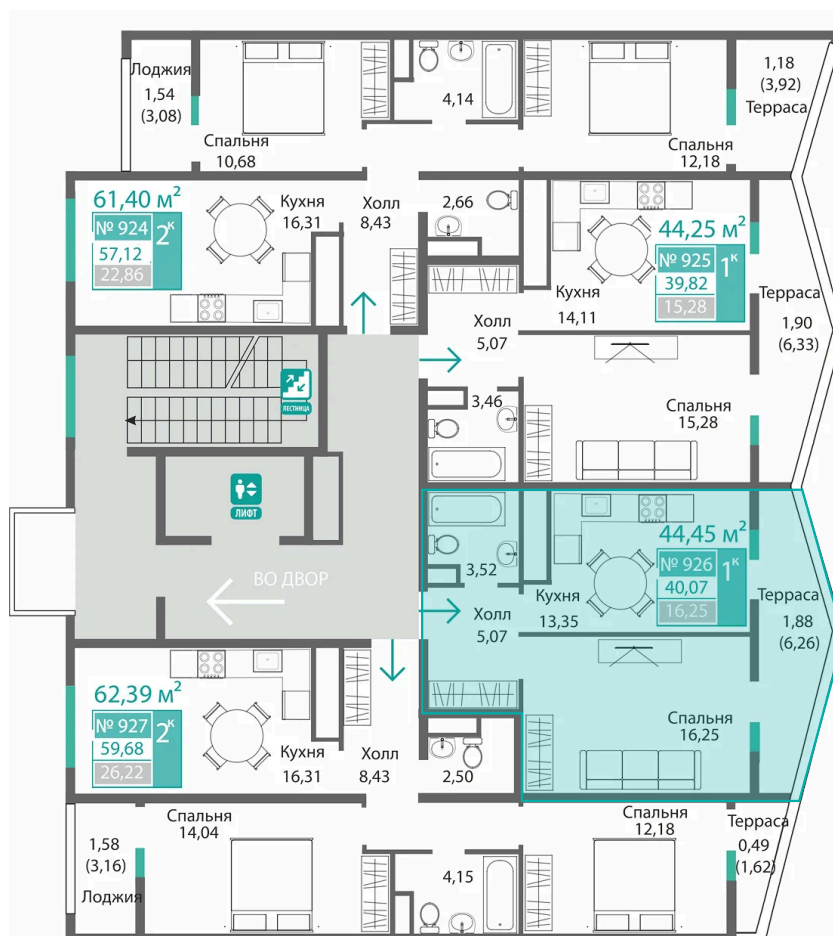 Лоджия
1,54
(3,08)
Спальня
10,68
4,14
Спальня
12,18
1,18
(3,92)
Терраса
61,40 м²
№ 924
2к
57,12
22,86
Кухня
16,31
Холл
8,43
2,66
44,25 м²
№ 925
1к
39,82
15,28
Кухня
14,11
Терраса
1,90
(6,33)
Холл
5,07
ЛЕСТНИЦА
3,46
Спальня
15,28
ЛИФТ
ВО ДВОР
44,45 м²
№ 926
1к
40,07
16,25
3,52
Кухня
13,35
Холл
5,07
Терраса
1,88
(6,26)
Спальня
16,25
62,39 м²
№ 927
2к
59,68
26,22
Кухня
16,31
Холл
8,43
2,50
Спальня
14,04
Спальня
12,18
Терраса
0,49
(1,62)
1,58
(3,16)
Лоджия
4,15